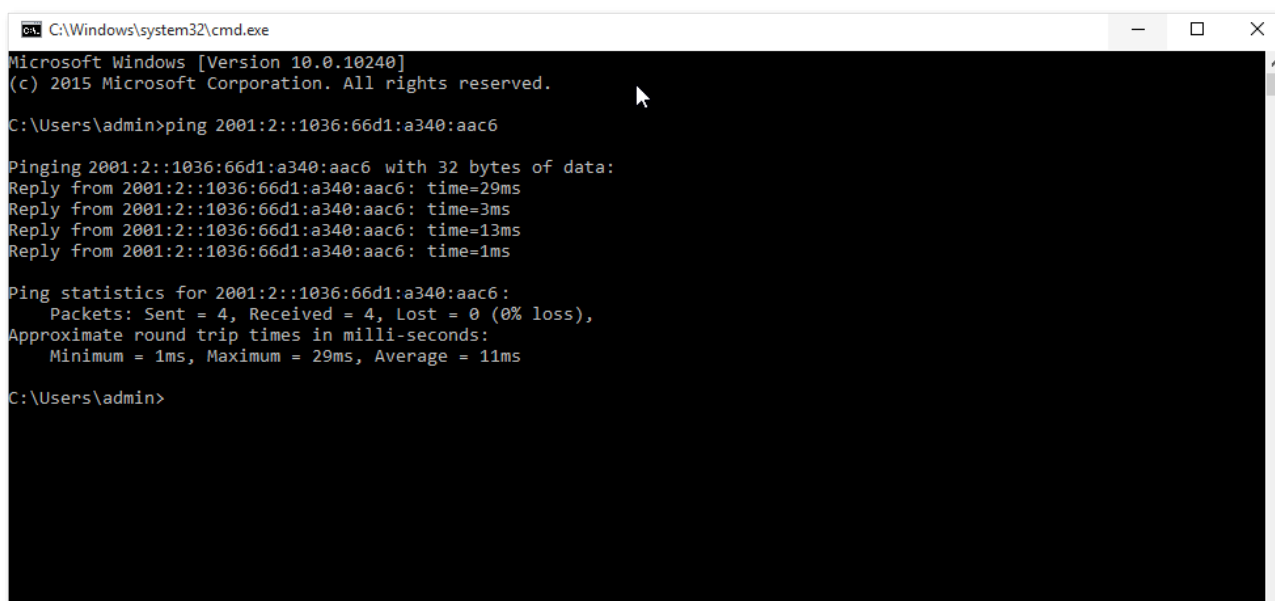 C:\Windows\system32\cmd.exe
Microsoft Windows [Version 10.0.10240]
(c) 2015 Microsoft Corporation. All rights reserved.
C:\Users\admin>ping 2001:2::1036:66d1:a340:aac6
Pinging 2001:2::1036:66d1:a340:aac6 with 32 bytes of data:
Reply from 2001:2::1036:66d1:a340:aac6: time=29ms
Reply from 2001:2::1036:66d1:a340:aac6: time=3ms
Reply from 2001:2::1036:66d1:a340:aac6: time=13ms
Reply from 2001:2::1036:66d1:a340:aac6: time=1ms
Ping statistics for 2001:2::1036:66d1:a340:aac6:
    Packets: Sent = 4, Received = 4, Lost = 0 (0% loss),
Approximate round trip times in milli-seconds:
    Minimum = 1ms, Maximum = 29ms, Average = 11ms
C:\Users\admin>